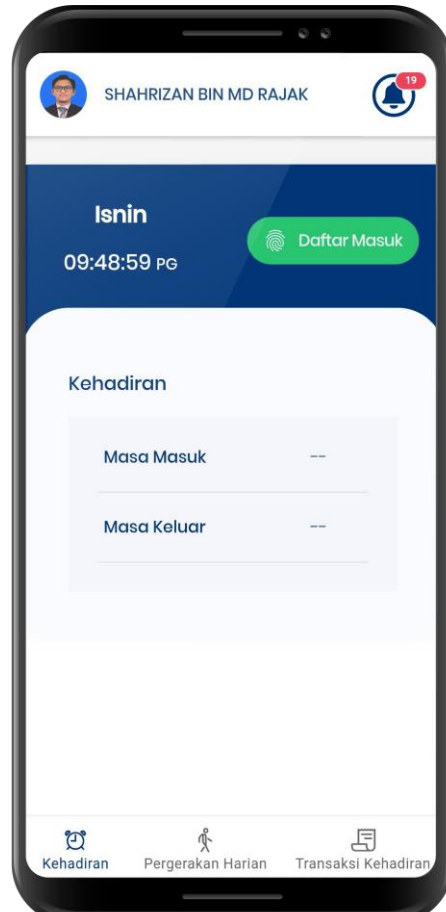 SHAHRIZAN BIN MD RAJAK
19
Isnin
09:48:59 PG
Daftar Masuk
Kehadiran
Masa Masuk --
Masa Keluar --
Kehadiran
Pergerakan Harian
Transaksi Kehadiran